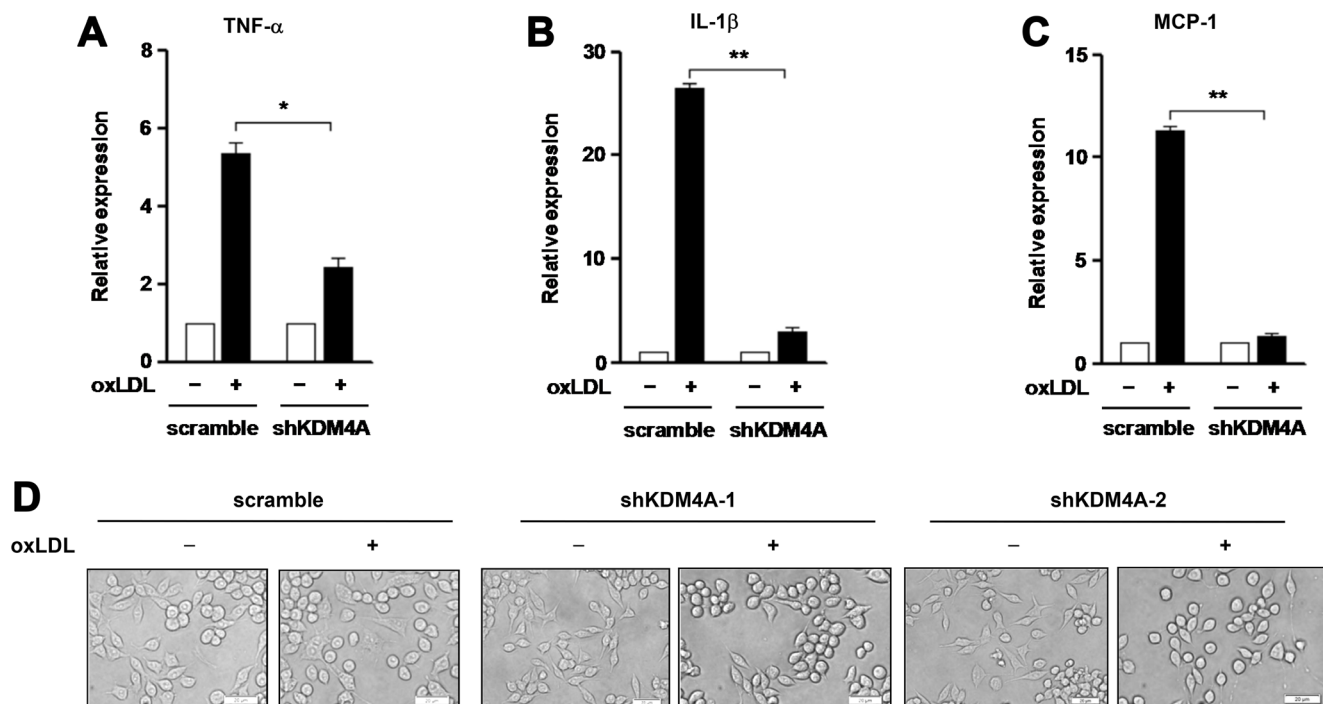 A
TNF-α
Relative expression
8
6
4
2
0
*
oxLDL − + − +
scramble shKDM4A
B
IL-1β
Relative expression
30
20
10
0
**
oxLDL − + − +
scramble shKDM4A
C
MCP-1
Relative expression
15
10
5
0
**
oxLDL − + − +
scramble shKDM4A
D
scramble shKDM4A-1 shKDM4A-2
oxLDL − + − + − +
20 μm